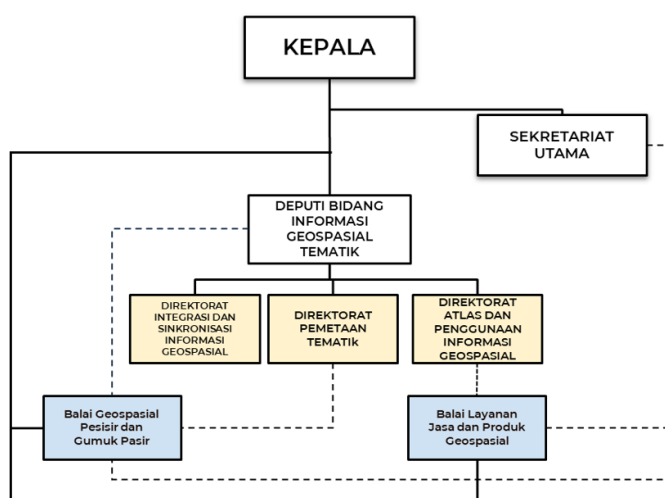 KEPALA
SEKRETARIAT
UTAMA
DEPUTI BIDANG
INFORMASI
GEOSPASIAL
TEMATIK
DIREKTORAT
INTEGRASI DAN
SINKRONISASI
INFORMASI
GEOSPASIAL
DIREKTORAT
PEMETAAN
TEMATIk
DIREKTORAT
ATLAS DAN
PENGGUNAAN
INFORMASI
GEOSPASIAL
Balai Geospasial
Pesisir dan
Gumuk Pasir
Balai Layanan
Jasa dan Produk
Geospasial